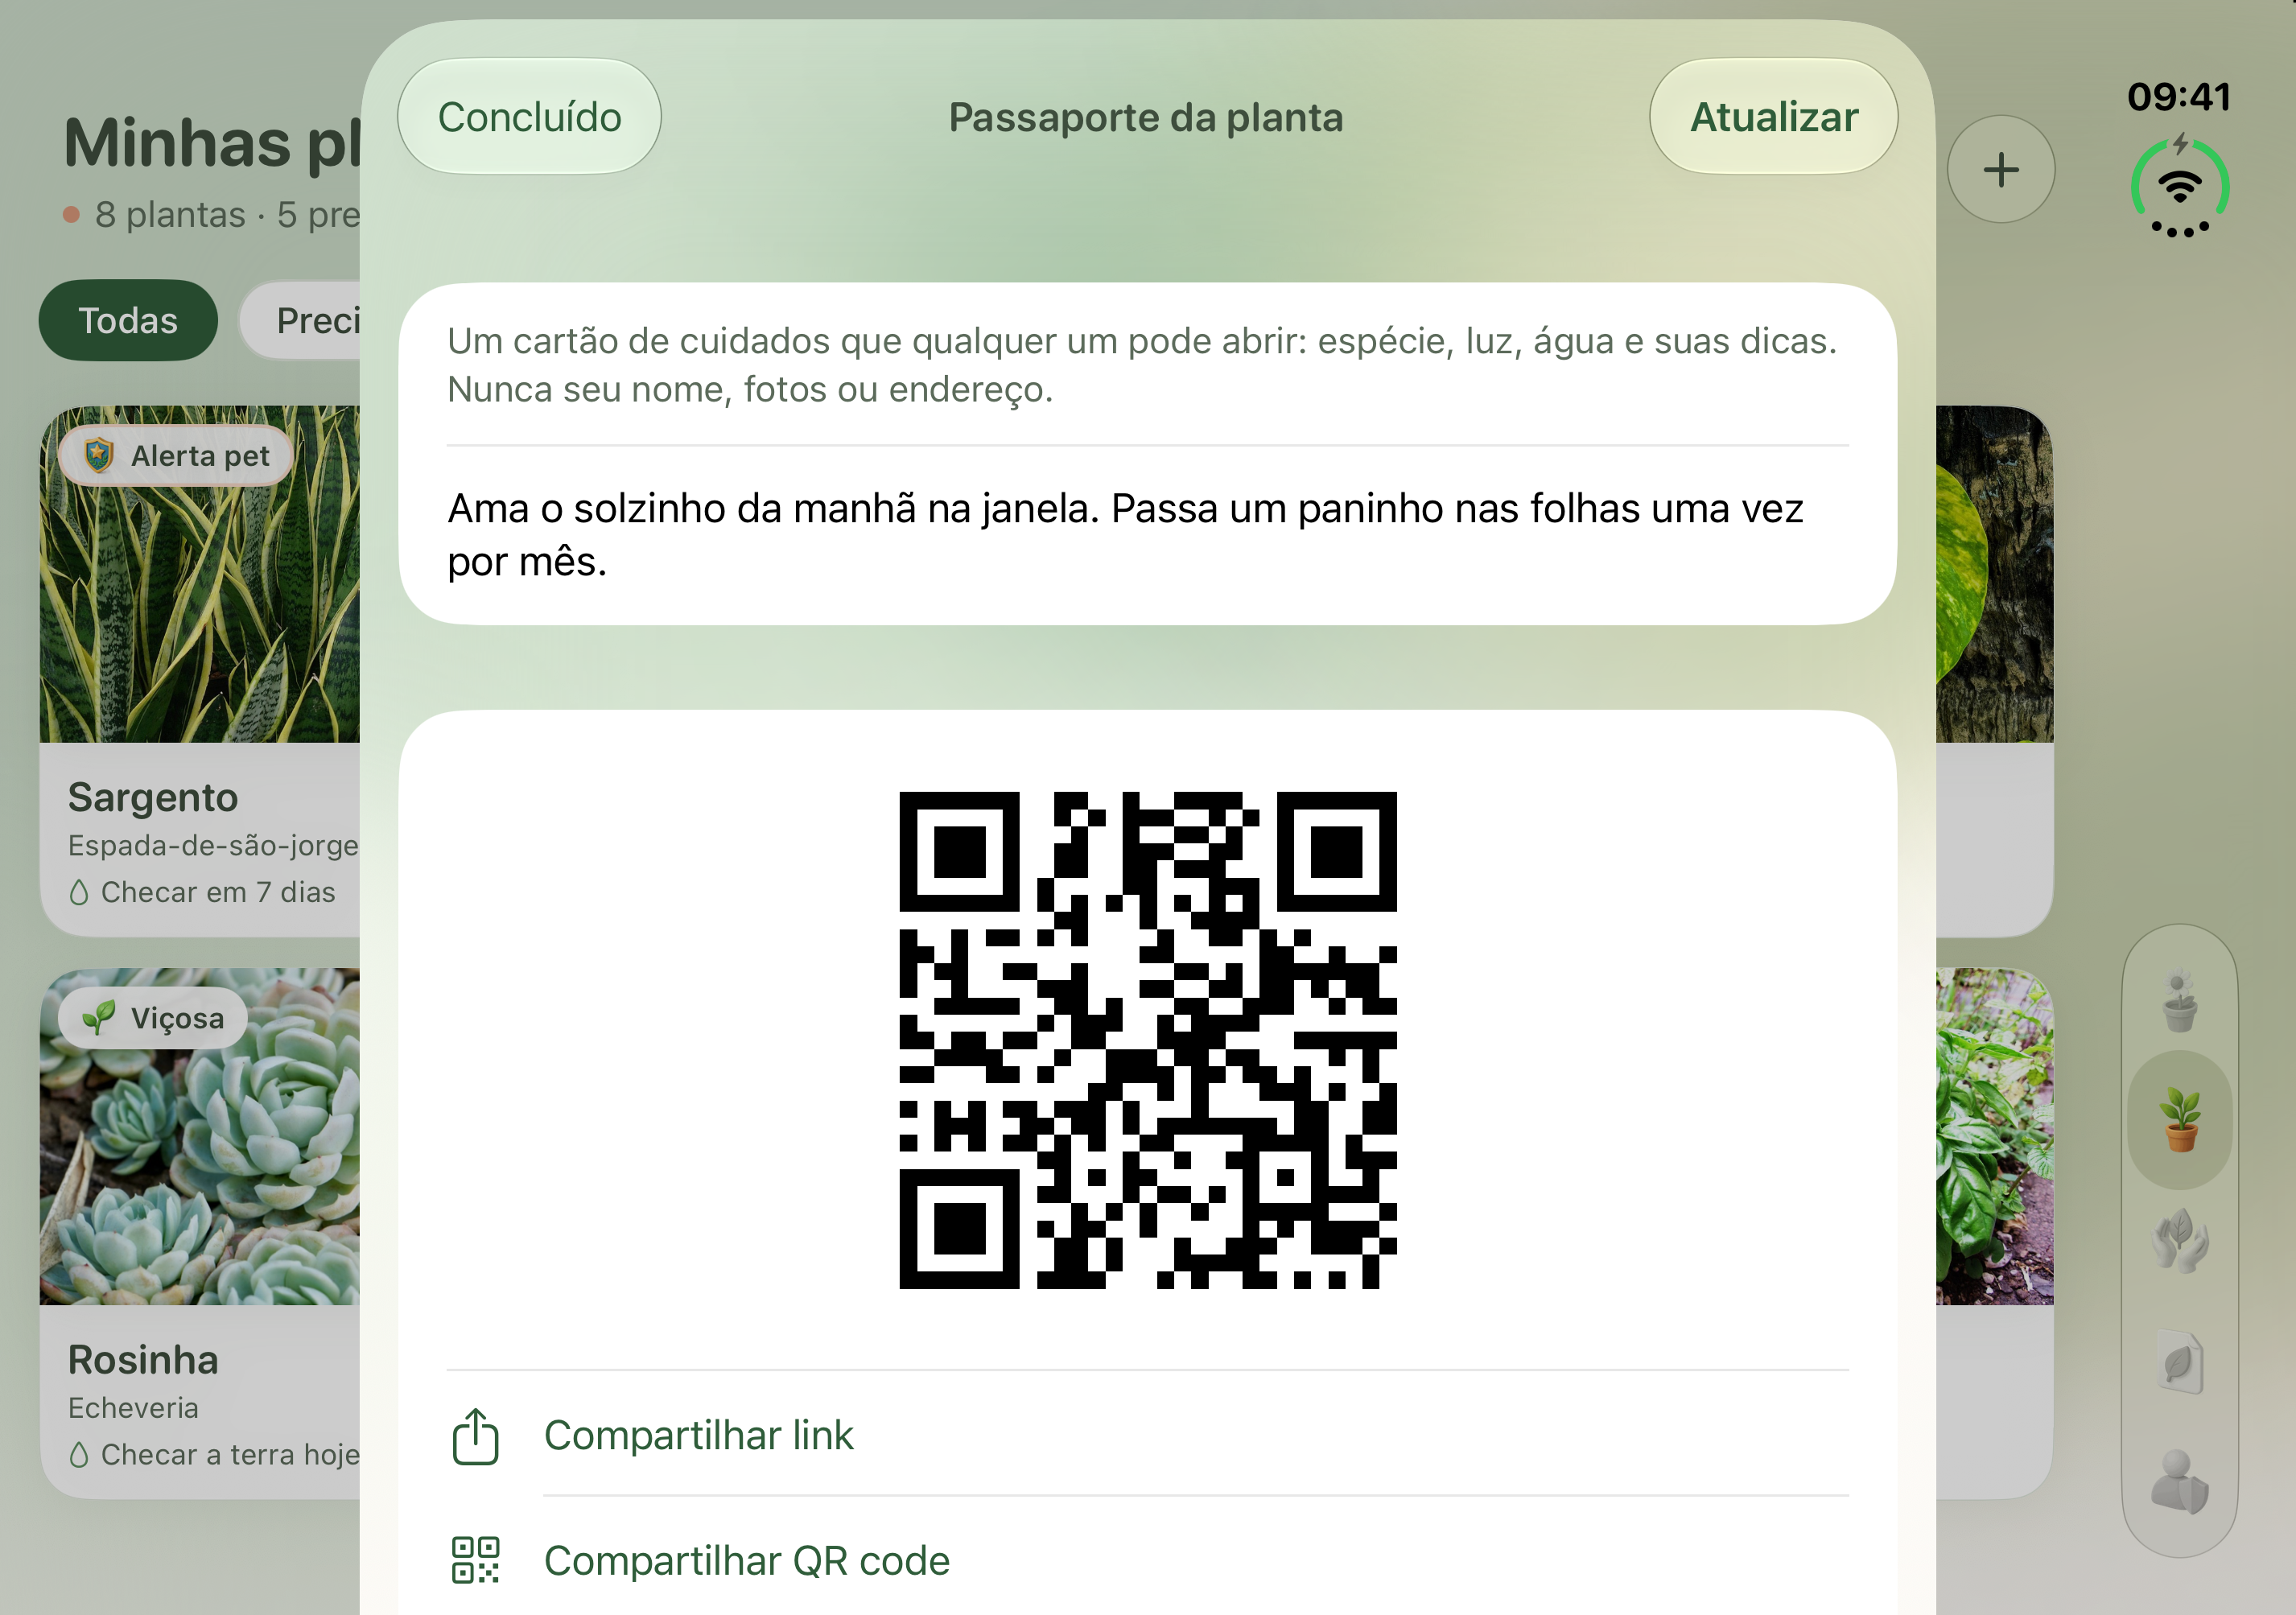 Concluído
Passaporte da planta
Atualizar
09:41
Minhas pl
8 plantas · 5 pre
Todas
Preci
Um cartão de cuidados que qualquer um pode abrir: espécie, luz, água e suas dicas.
Nunca seu nome, fotos ou endereço.
Ama o solzinho da manhã na janela. Passa um paninho nas folhas uma vez
por mês.
Alerta pet
Sargento
Espada-de-são-jorge
Checar em 7 dias
Viçosa
Rosinha
Echeveria
Checar a terra hoje
Compartilhar link
Compartilhar QR code